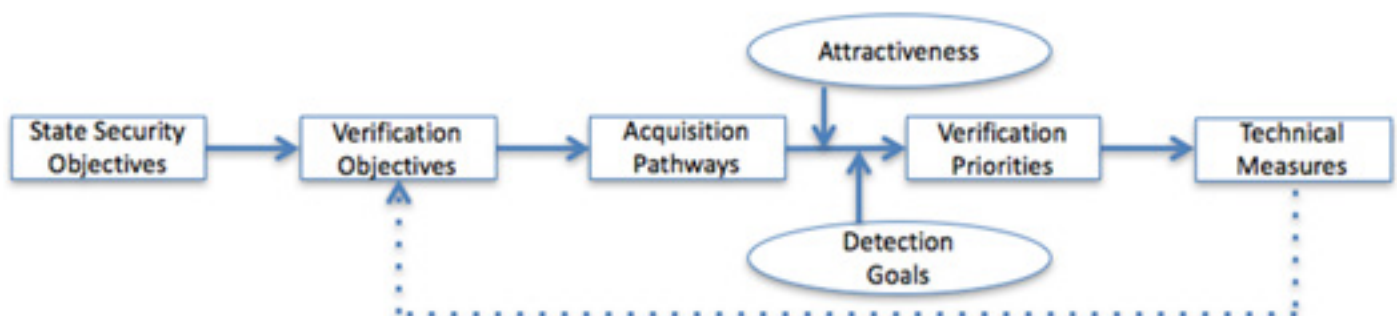 Attractiveness
State Security
Objectives
Verification
Objectives
Acquisition
Pathways
Verification
Priorities
Technical
Measures
Detection
Goals